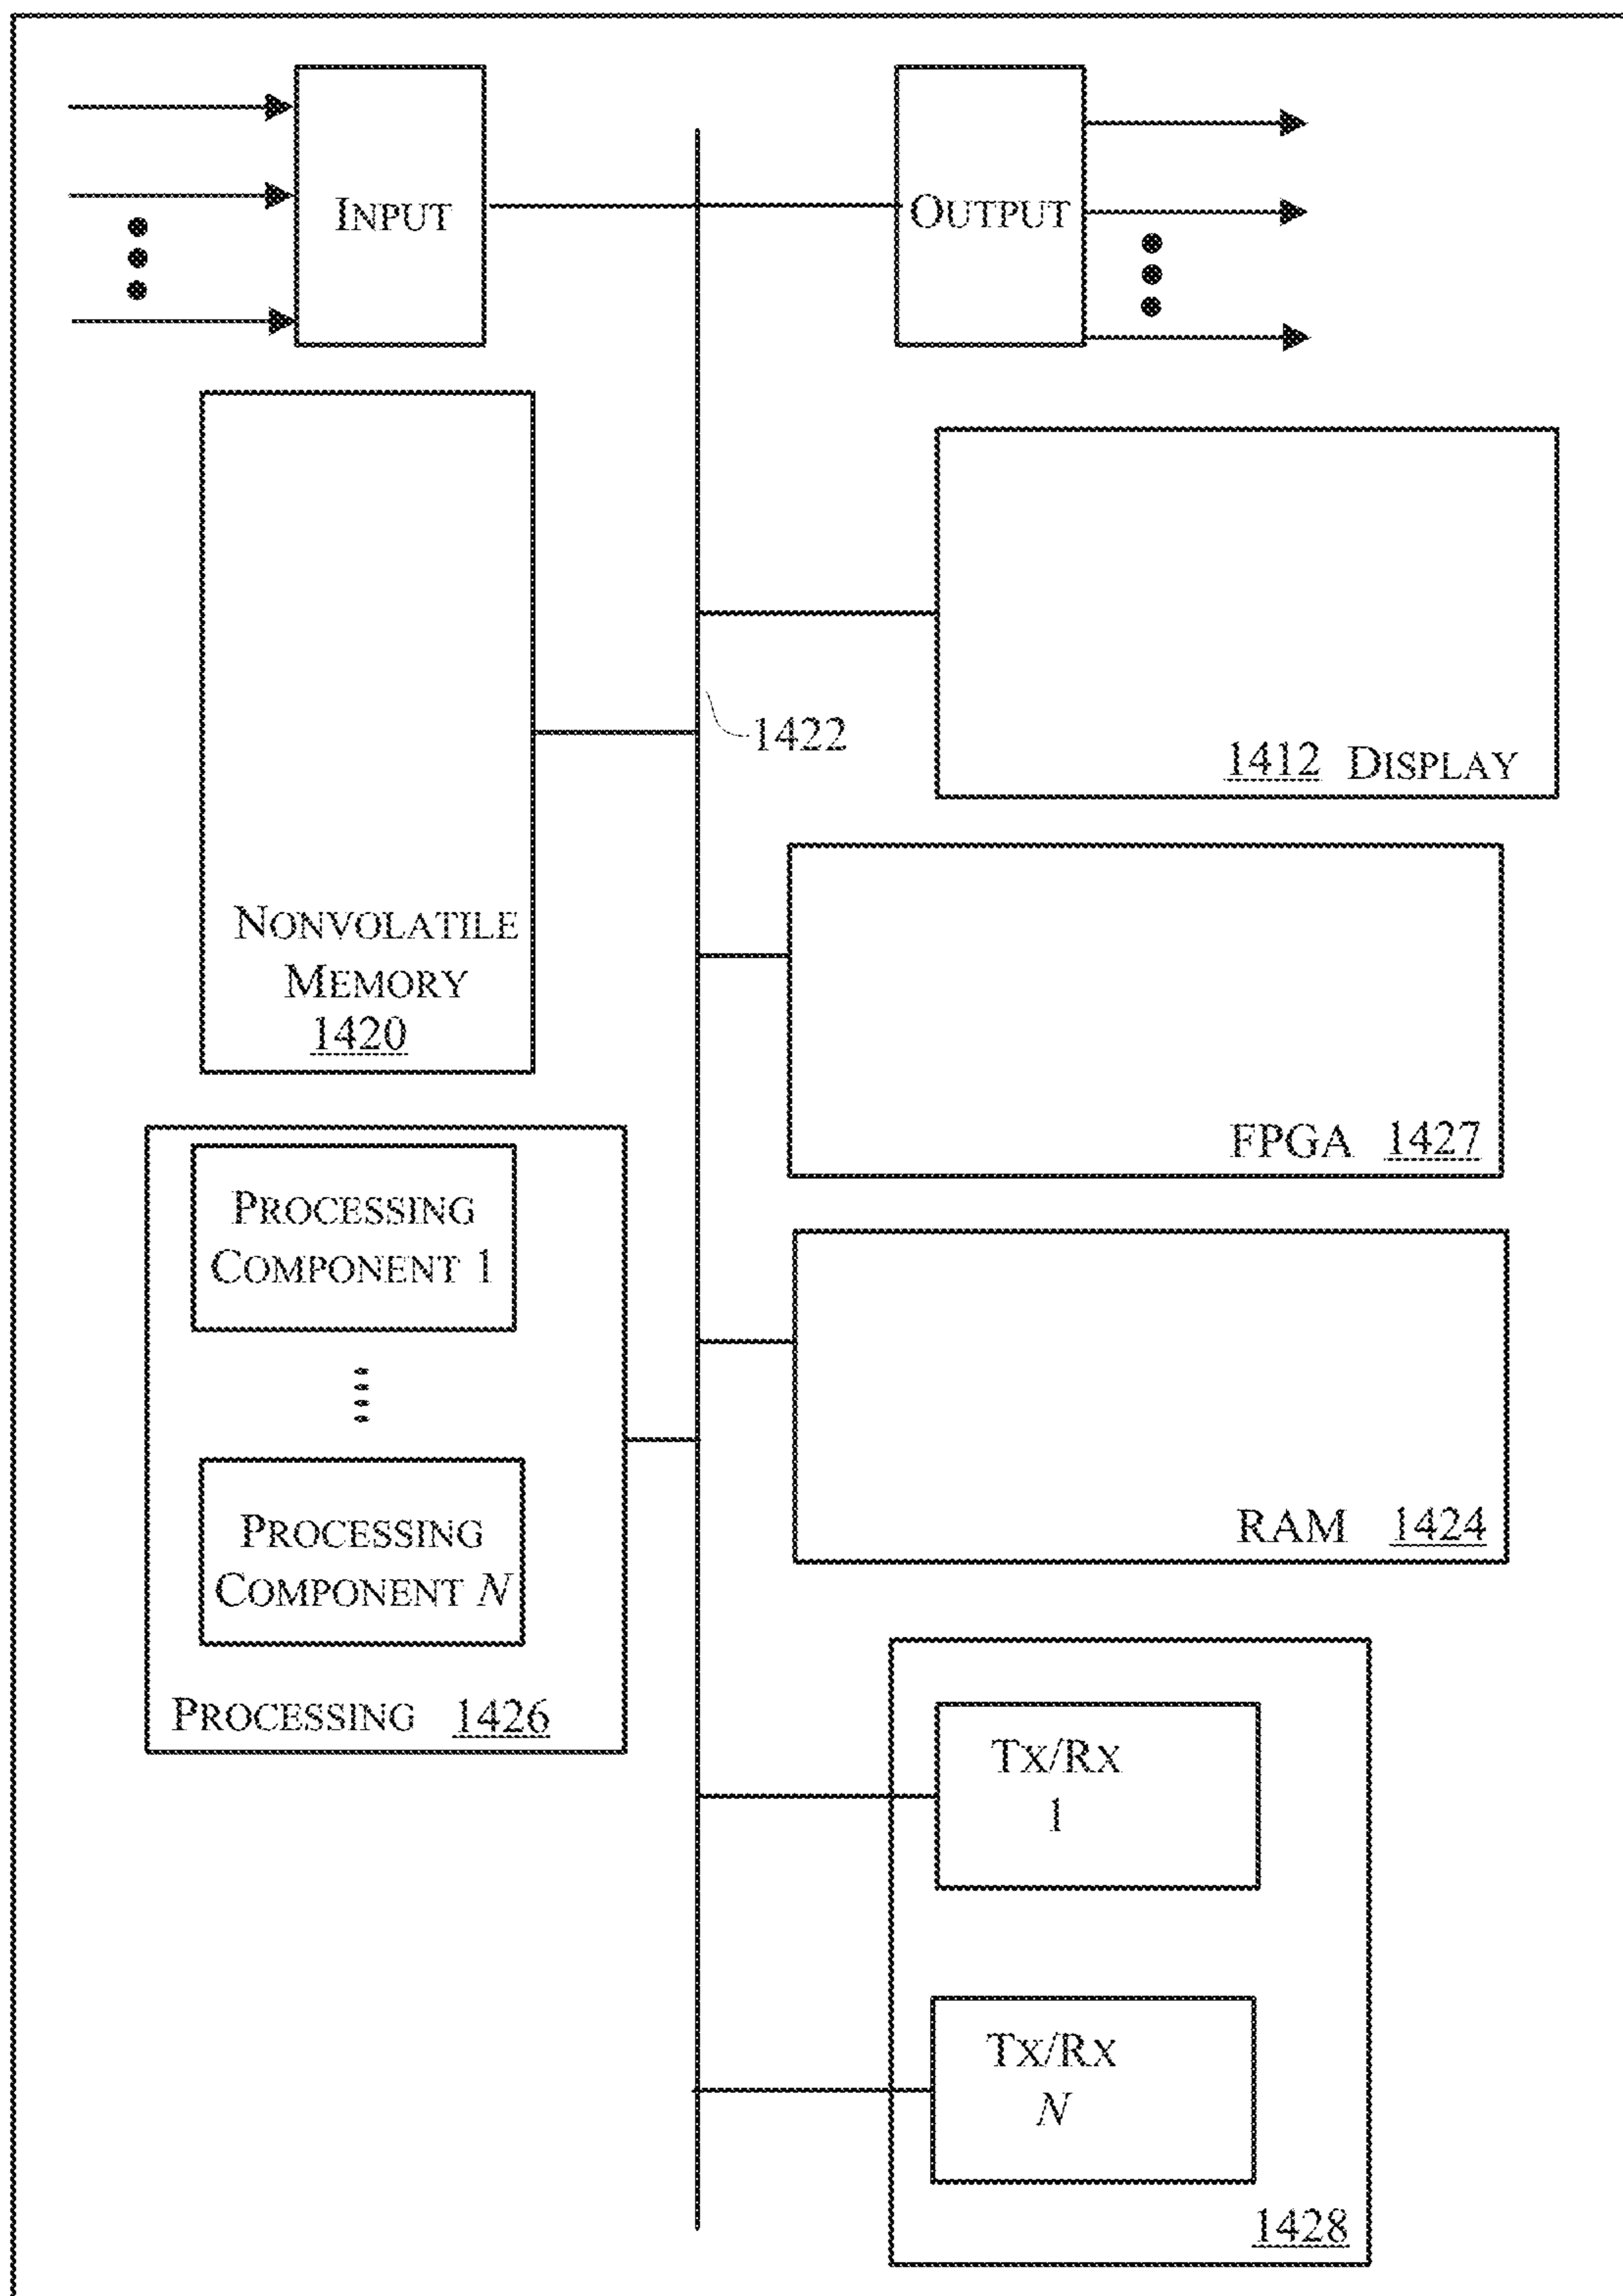 INPUT
OUTPUT
1422
1412 DISPLAY
NONVOLATILE
MEMORY
1420
FPGA 1427
PROCESSING
COMPONENT 1
PROCESSING
COMPONENT N
PROCESSING 1426
RAM 1424
TX/RX
1
TX/RX
N
1428